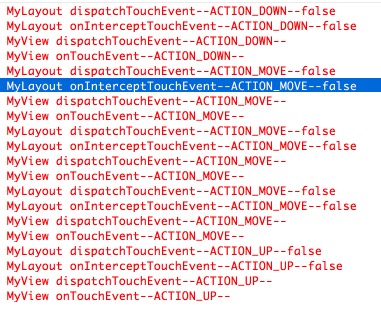 MyLayout dispatchTouchEvent--ACTION_DOWN--false
MyLayout onInterceptTouchEvent--ACTION_DOWN--false
MyView dispatchTouchEvent--ACTION_DOWN--
MyView onTouchEvent--ACTION_DOWN--
MyLayout dispatchTouchEvent--ACTION_MOVE--false
MyLayout onInterceptTouchEvent--ACTION_MOVE--false
MyView dispatchTouchEvent--ACTION_MOVE--
MyView onTouchEvent--ACTION_MOVE--
MyLayout dispatchTouchEvent--ACTION_MOVE--false
MyLayout onInterceptTouchEvent--ACTION_MOVE--false
MyView dispatchTouchEvent--ACTION_MOVE--
MyView onTouchEvent--ACTION_MOVE--
MyLayout dispatchTouchEvent--ACTION_MOVE--false
MyLayout onInterceptTouchEvent--ACTION_MOVE--false
MyView dispatchTouchEvent--ACTION_MOVE--
MyView onTouchEvent--ACTION_MOVE--
MyLayout dispatchTouchEvent--ACTION_UP--false
MyLayout onInterceptTouchEvent--ACTION_UP--false
MyView dispatchTouchEvent--ACTION_UP--
MyView onTouchEvent--ACTION_UP--